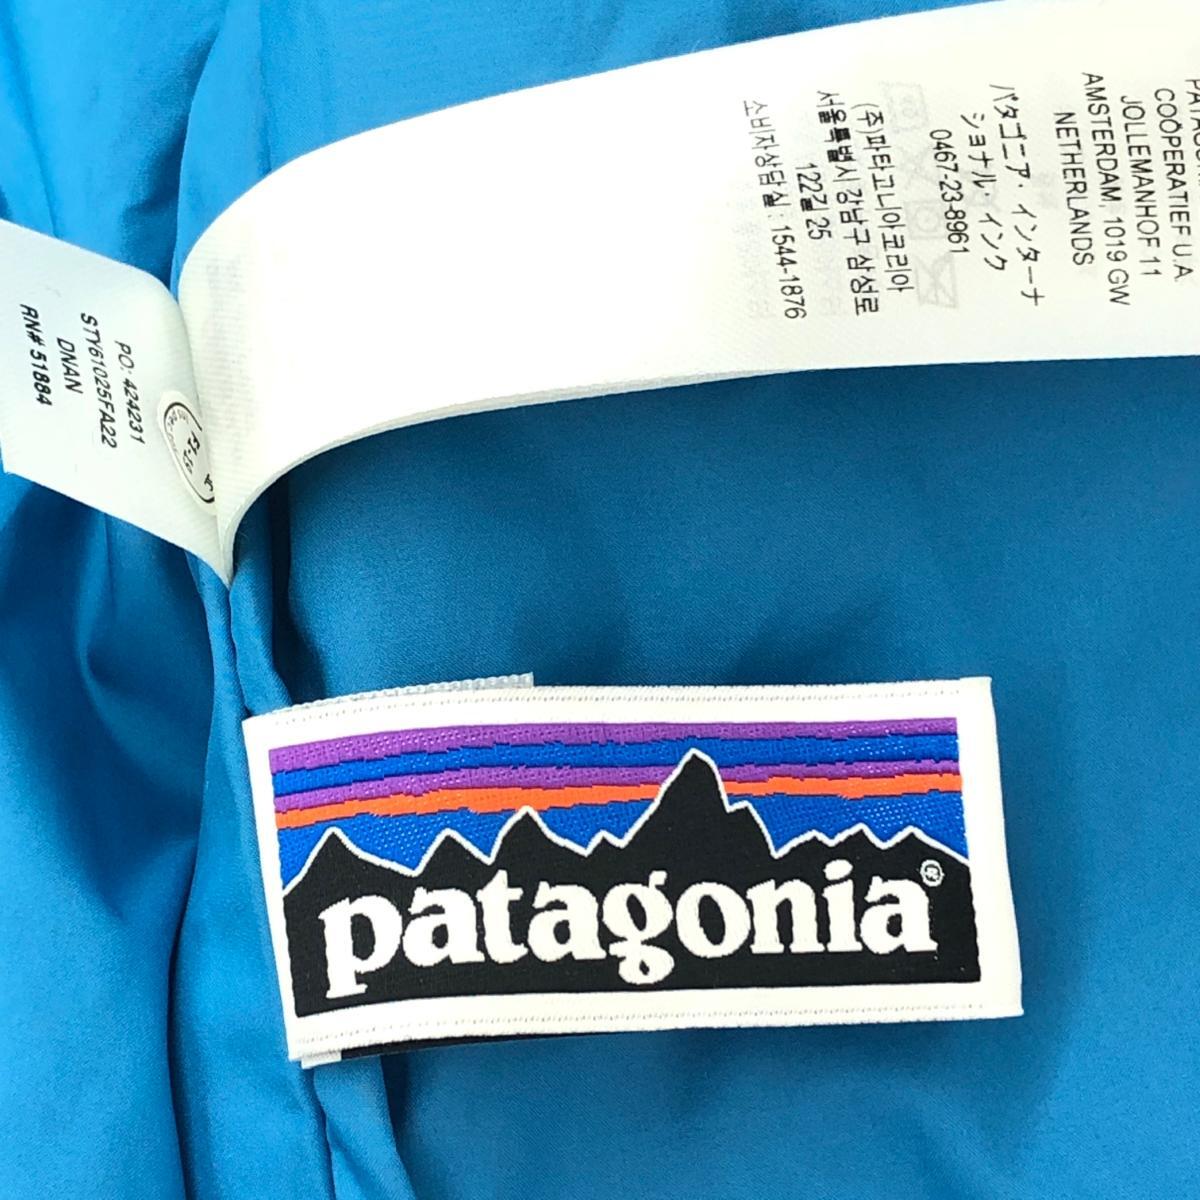 COÖPERATIEF U.A.
JOLLEMANHOF 11
AMSTERDAM, 1019 GW
NETHERLANDS
パタゴニア・インターナ
ショナル・インク
0467-23-8961
(주)파타고니아코리아
서울특별시 강남구 삼성로
122길 25
소비자상담실 : 1544-1876
PO: 424231
STY61025FA22
DNAN
RN# 51884
patagonia®